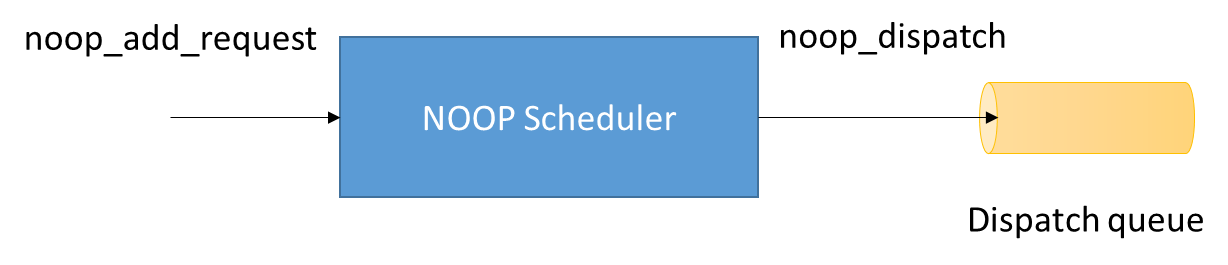 noop_add_request
noop_dispatch
NOOP Scheduler
Dispatch queue